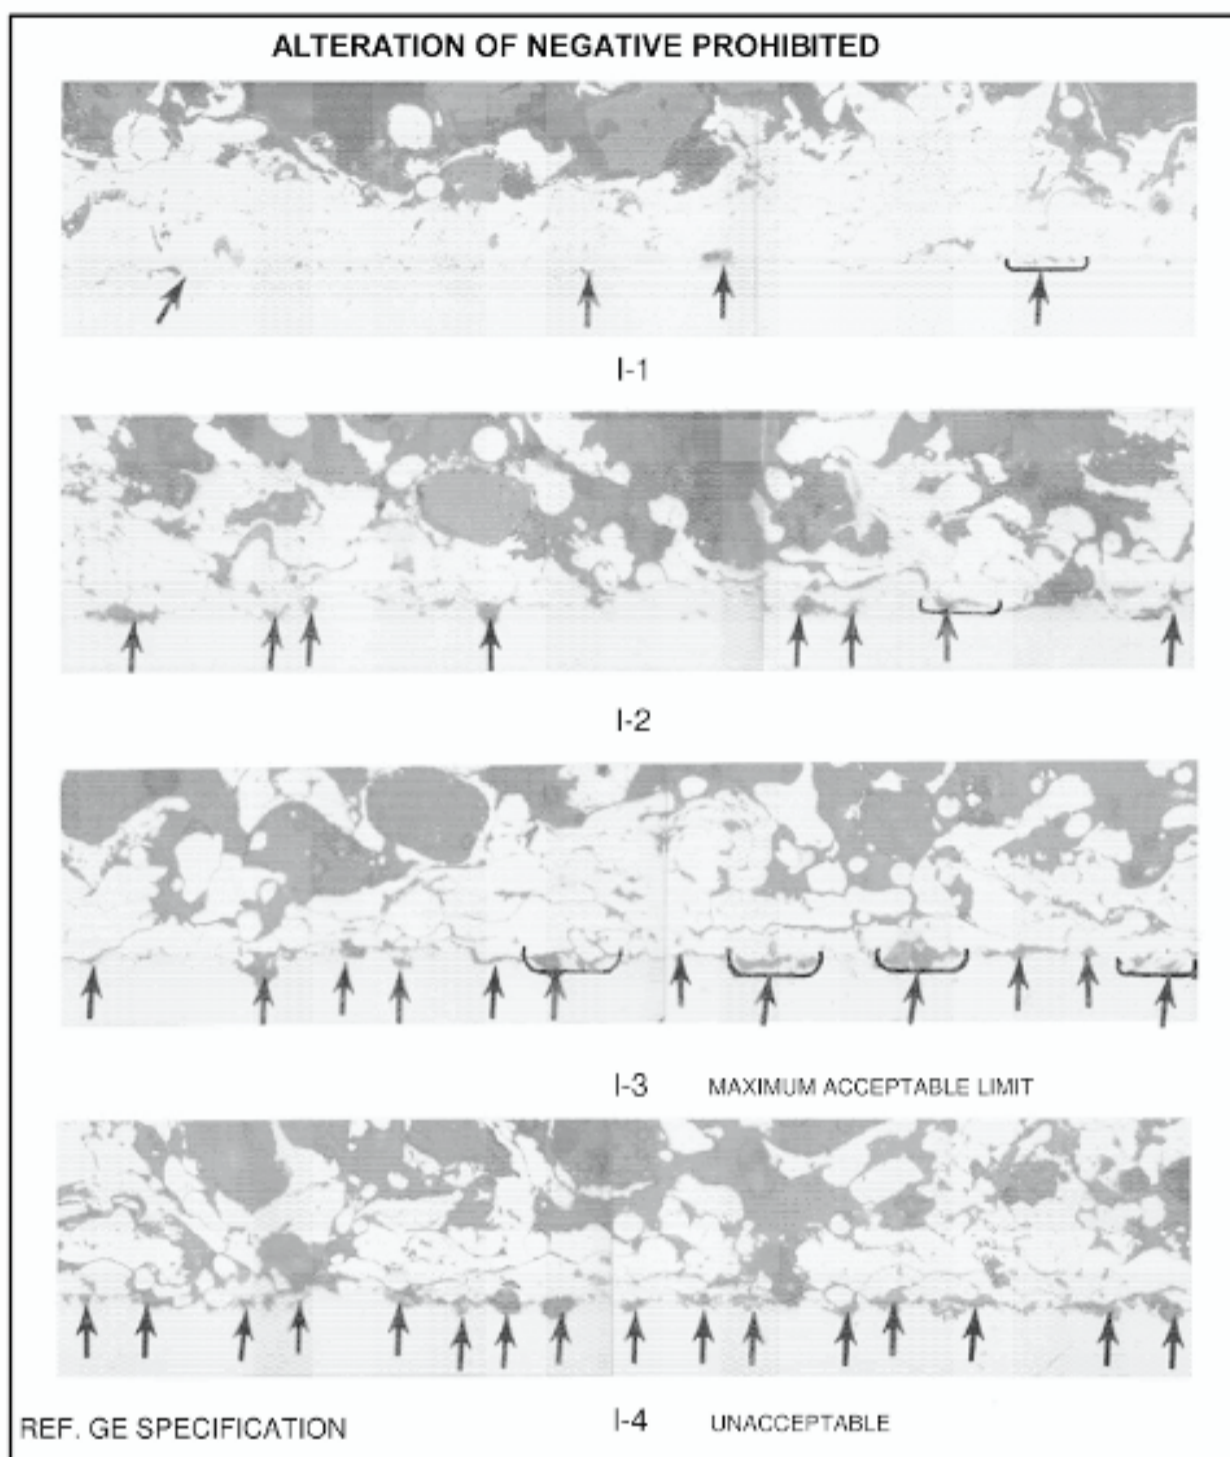 ALTERATION OF NEGATIVE PROHIBITED
I-1
I-2
I-3 MAXIMUM ACCEPTABLE LIMIT
I-4 UNACCEPTABLE
REF. GE SPECIFICATION